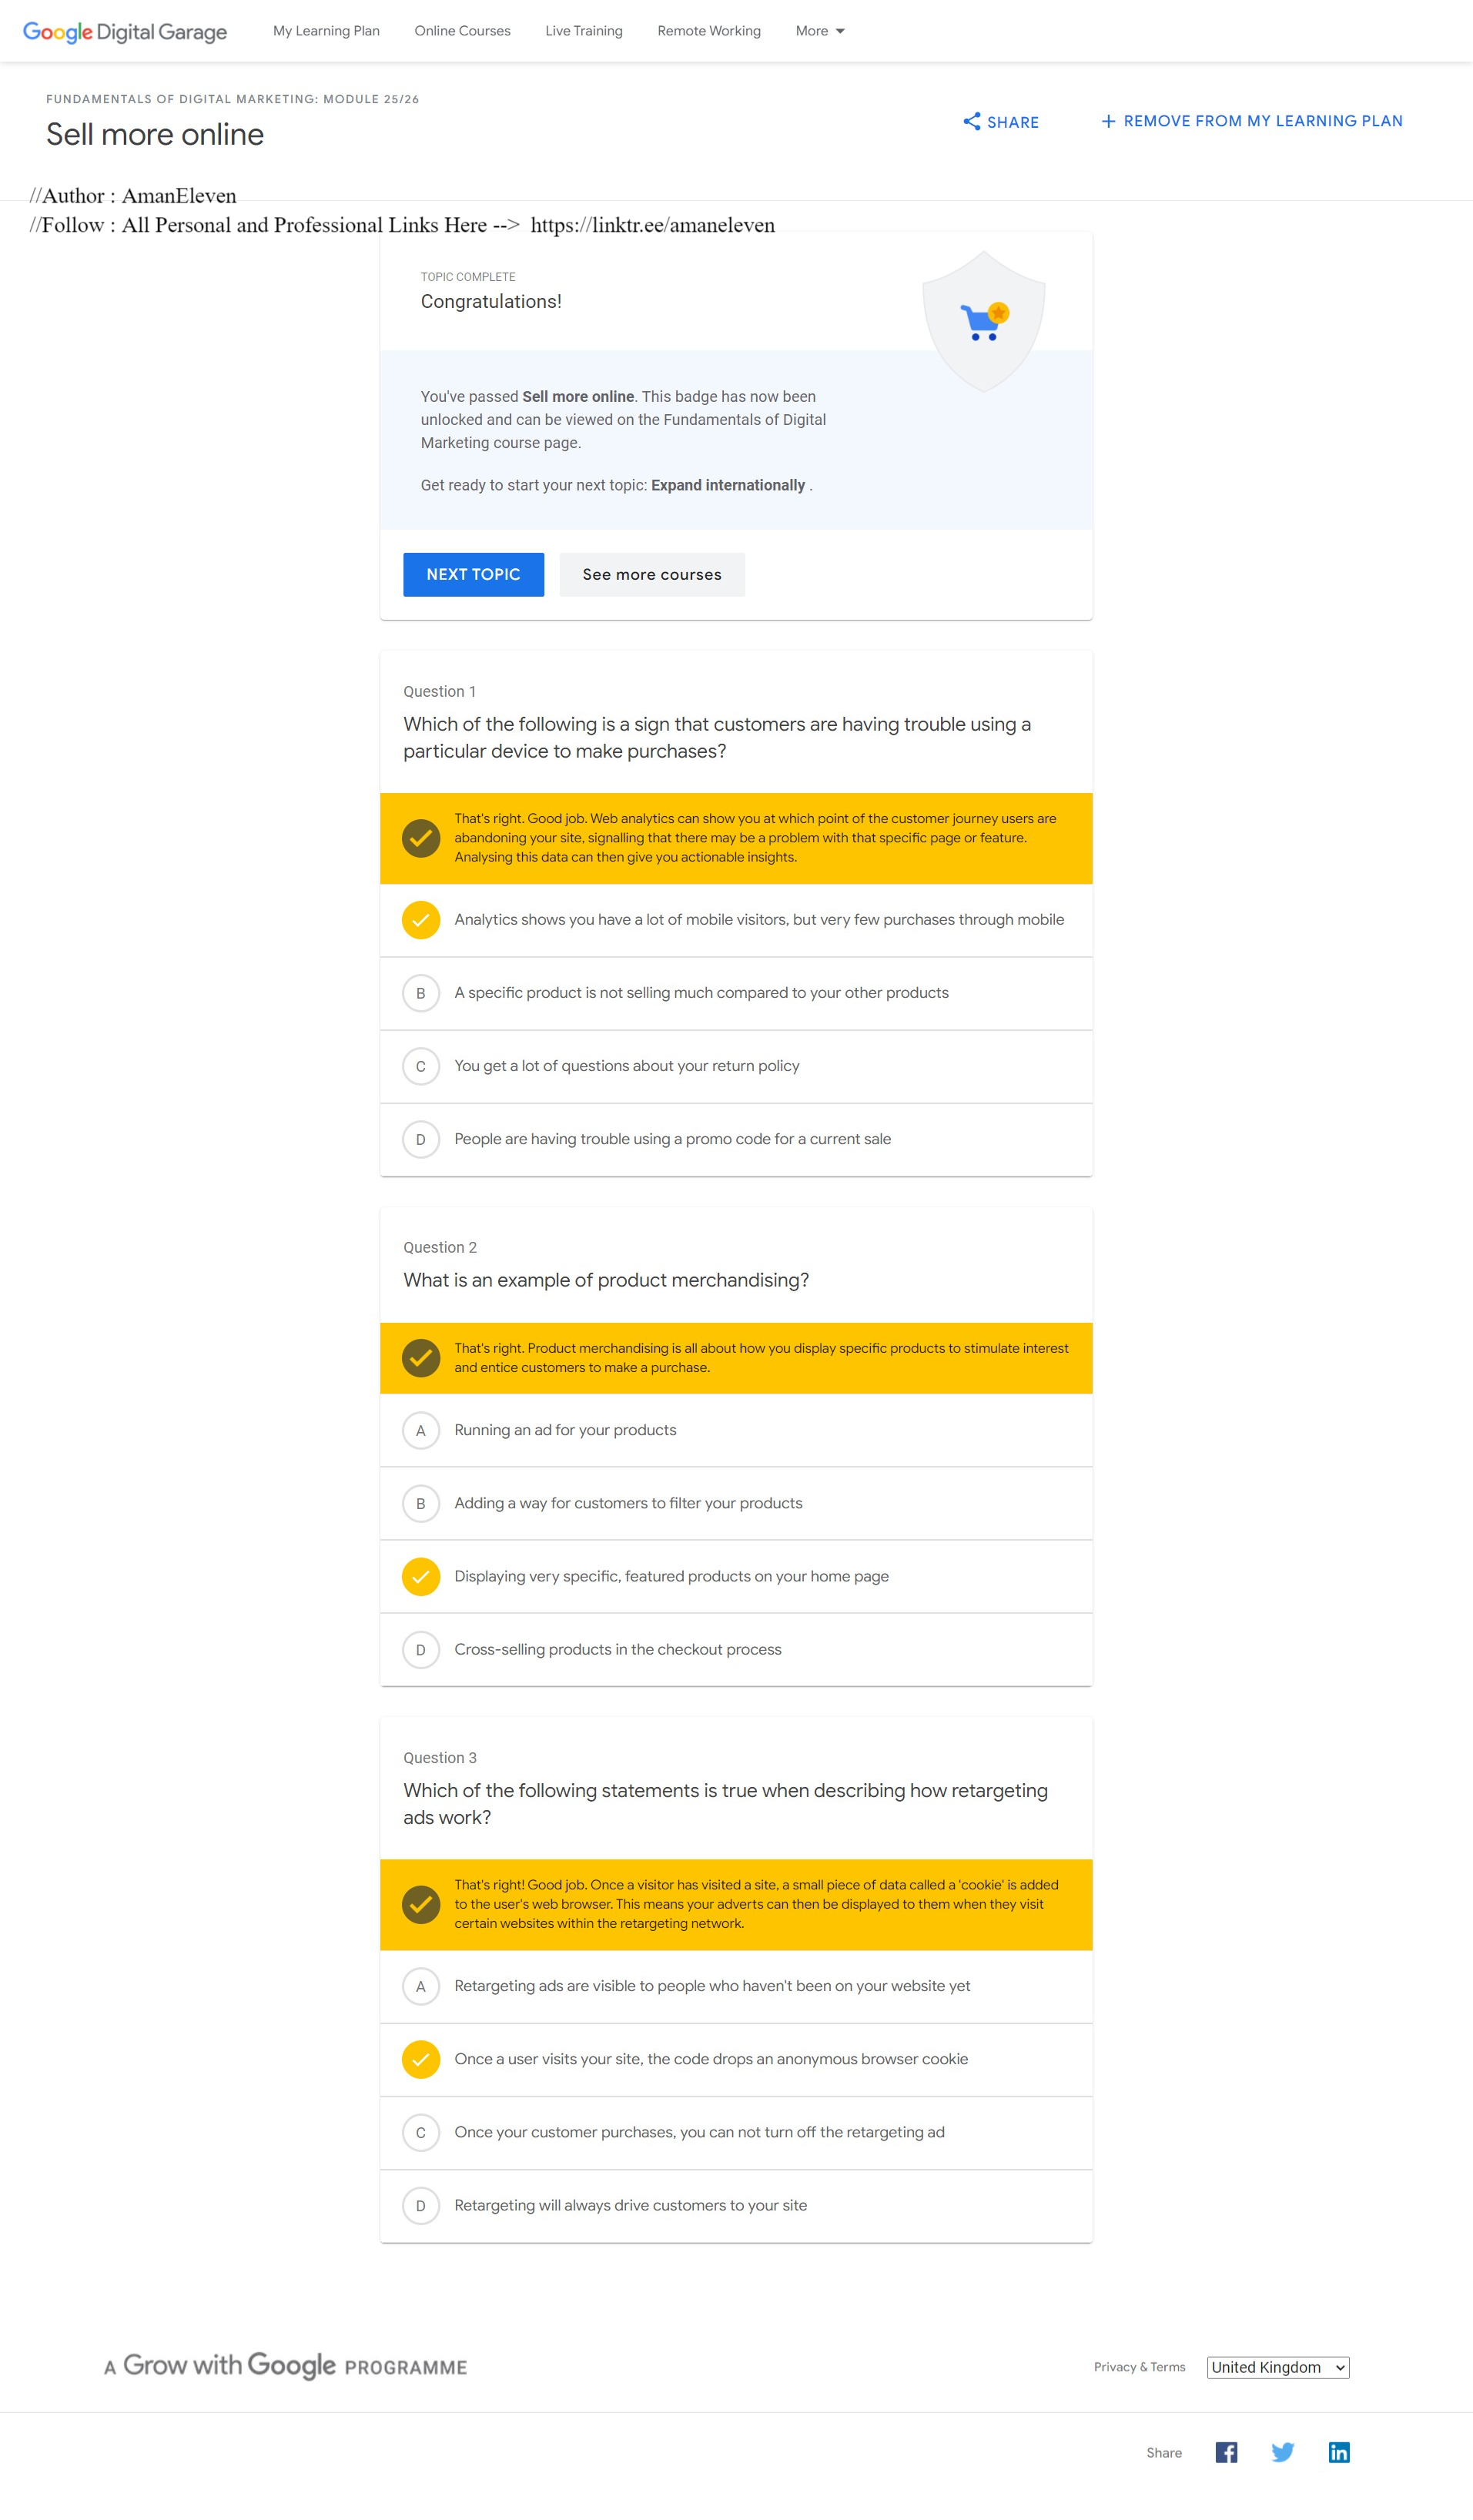 Google Digital Garage My Learning Plan Online Courses Live Training Remote Working More
FUNDAMENTALS OF DIGITAL MARKETING: MODULE 25/26
Sell more online
SHARE
+ REMOVE FROM MY LEARNING PLAN
//Author : AmanEleven
//Follow : All Personal and Professional Links Here --> https://linktr.ee/amaneleven
TOPIC COMPLETE
Congratulations!
You've passed Sell more online. This badge has now been
unlocked and can be viewed on the Fundamentals of Digital
Marketing course page.
Get ready to start your next topic: Expand internationally .
NEXT TOPIC
See more courses
Question 1
Which of the following is a sign that customers are having trouble using a
particular device to make purchases?
That's right. Good job. Web analytics can show you at which point of the customer journey users are
abandoning your site, signalling that there may be a problem with that specific page or feature.
Analysing this data can then give you actionable insights.
Analytics shows you have a lot of mobile visitors, but very few purchases through mobile
B A specific product is not selling much compared to your other products
C You get a lot of questions about your return policy
D People are having trouble using a promo code for a current sale
Question 2
What is an example of product merchandising?
That's right. Product merchandising is all about how you display specific products to stimulate interest
and entice customers to make a purchase.
A Running an ad for your products
B Adding a way for customers to filter your products
Displaying very specific, featured products on your home page
D Cross-selling products in the checkout process
Question 3
Which of the following statements is true when describing how retargeting
ads work?
That's right! Good job. Once a visitor has visited a site, a small piece of data called a 'cookie' is added
to the user's web browser. This means your adverts can then be displayed to them when they visit
certain websites within the retargeting network.
A Retargeting ads are visible to people who haven't been on your website yet
Once a user visits your site, the code drops an anonymous browser cookie
C Once your customer purchases, you can not turn off the retargeting ad
D Retargeting will always drive customers to your site
A Grow with Google PROGRAMME
Privacy & Terms
United Kingdom
Share